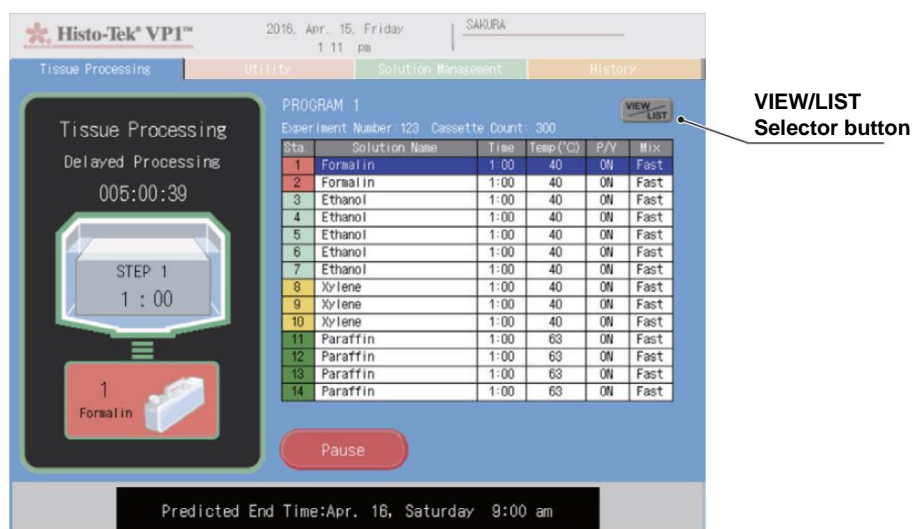 Histo-Tek® VP1™
2016, Apr. 15, Friday
1 11 pm
SAKURA
Tissue Processing
Utility
Solution Management
History
Tissue Processing
Delayed Processing
005:00:39
STEP 1
1 : 00
1
Formalin
PROGRAM 1
VIEW
LIST
VIEW/LIST
Selector button
Experiment Number:123 Cassette Count: 300
Sta. Solution Name Time Temp(°C) P/V Mix
1 Formalin 1:00 40 ON Fast
2 Formalin 1:00 40 ON Fast
3 Ethanol 1:00 40 ON Fast
4 Ethanol 1:00 40 ON Fast
5 Ethanol 1:00 40 ON Fast
6 Ethanol 1:00 40 ON Fast
7 Ethanol 1:00 40 ON Fast
8 Xylene 1:00 40 ON Fast
9 Xylene 1:00 40 ON Fast
10 Xylene 1:00 40 ON Fast
11 Paraffin 1:00 63 ON Fast
12 Paraffin 1:00 63 ON Fast
13 Paraffin 1:00 63 ON Fast
14 Paraffin 1:00 63 ON Fast
Pause
Predicted End Time:Apr. 16, Saturday 9:00 am